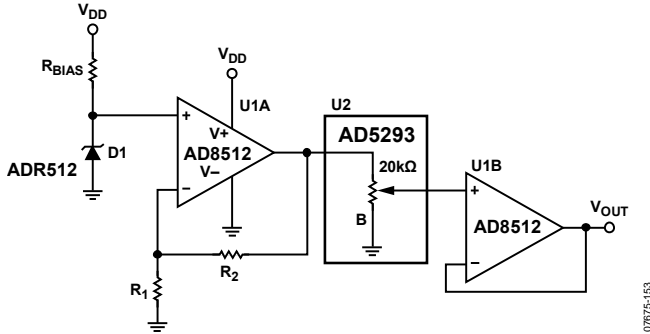 VDD
RBIAS
VDD
U1A
U2
AD5293
20kΩ
B
+
V+
AD8512
V–
–
D1
ADR512
R2
R1
U1B
+
AD8512
–
VOUT
07675-153